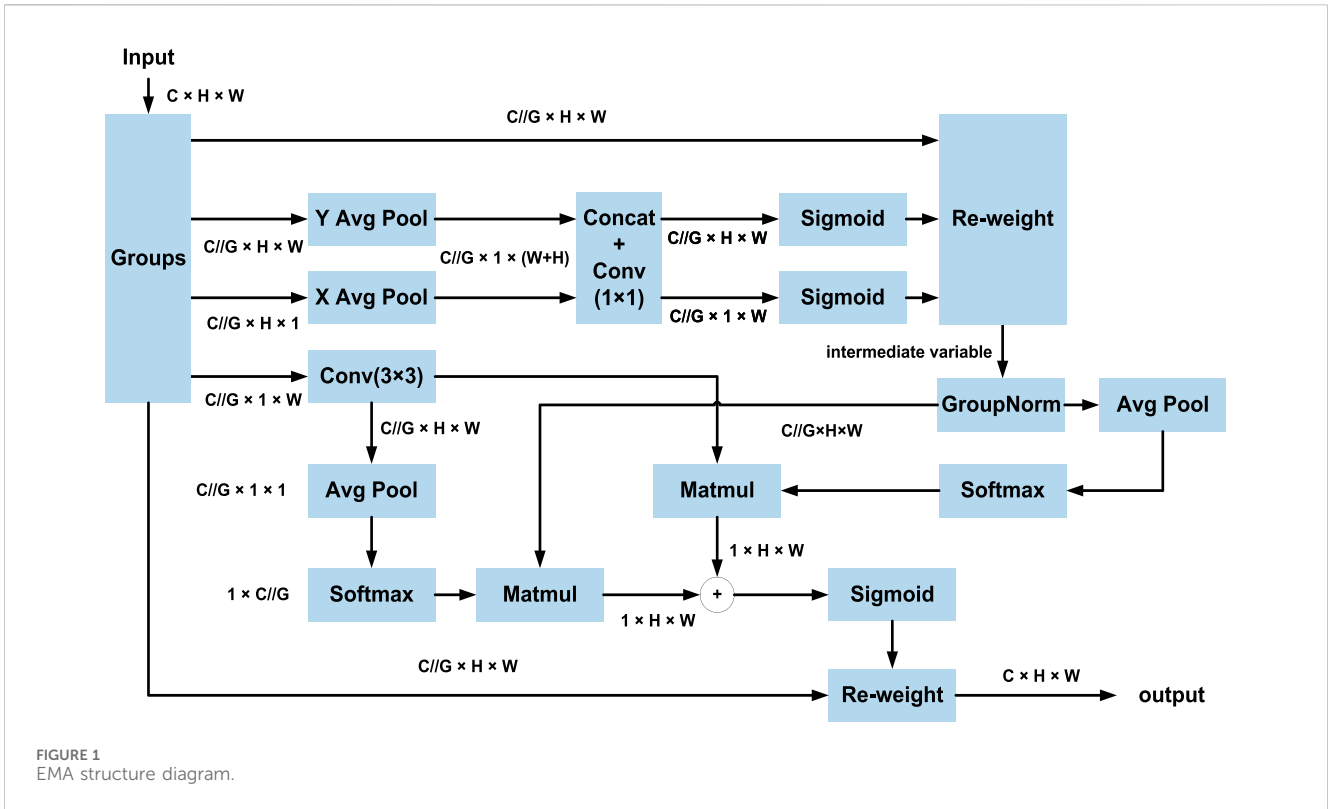 Input
C × H × W
C//G × H × W
Groups
Y Avg Pool
Concat
+
Conv
(1×1)
Sigmoid
Re-weight
C//G × H × W
C//G × 1 × (W+H)
C//G × H × W
X Avg Pool
Sigmoid
C//G × H × 1
C//G × 1 × W
intermediate variable
Conv(3×3)
C//G × 1 × W
GroupNorm
Avg Pool
C//G × H × W
C//G×H×W
C//G × 1 × 1
Avg Pool
Matmul
Softmax
1 × H × W
1 × C//G
Softmax
Matmul
+
Sigmoid
1 × H × W
C//G × H × W
Re-weight
C × H × W
output
FIGURE 1
EMA structure diagram.